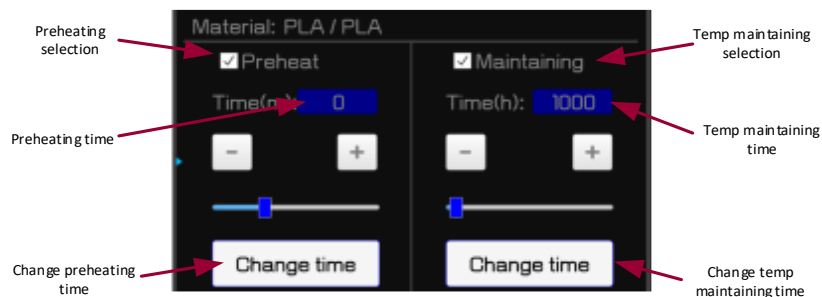 Preheating
selection
Material: PLA / PLA
Temp maintaining
selection
Preheat
Maintaining
Time(m): 0
Time(h): 1000
Preheating time
Temp maintaining
time
-
+
-
+
Change time
Change time
Change preheating
time
Change temp
maintaining time